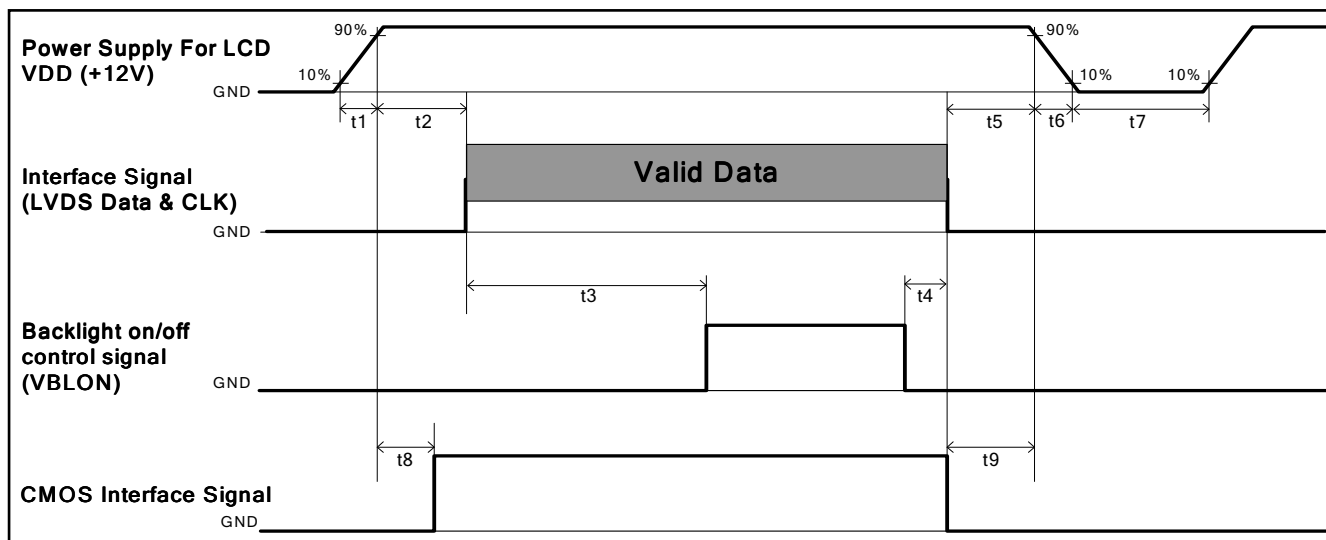 Power Supply For LCD
VDD (+12V)
90%
10%
GND
t1
t2
t5
90%
10%
t6
10%
t7
Interface Signal
(LVDS Data & CLK)
Valid Data
GND
t3
t4
Backlight on/off
control signal
(VBLON)
GND
t8
t9
CMOS Interface Signal
GND